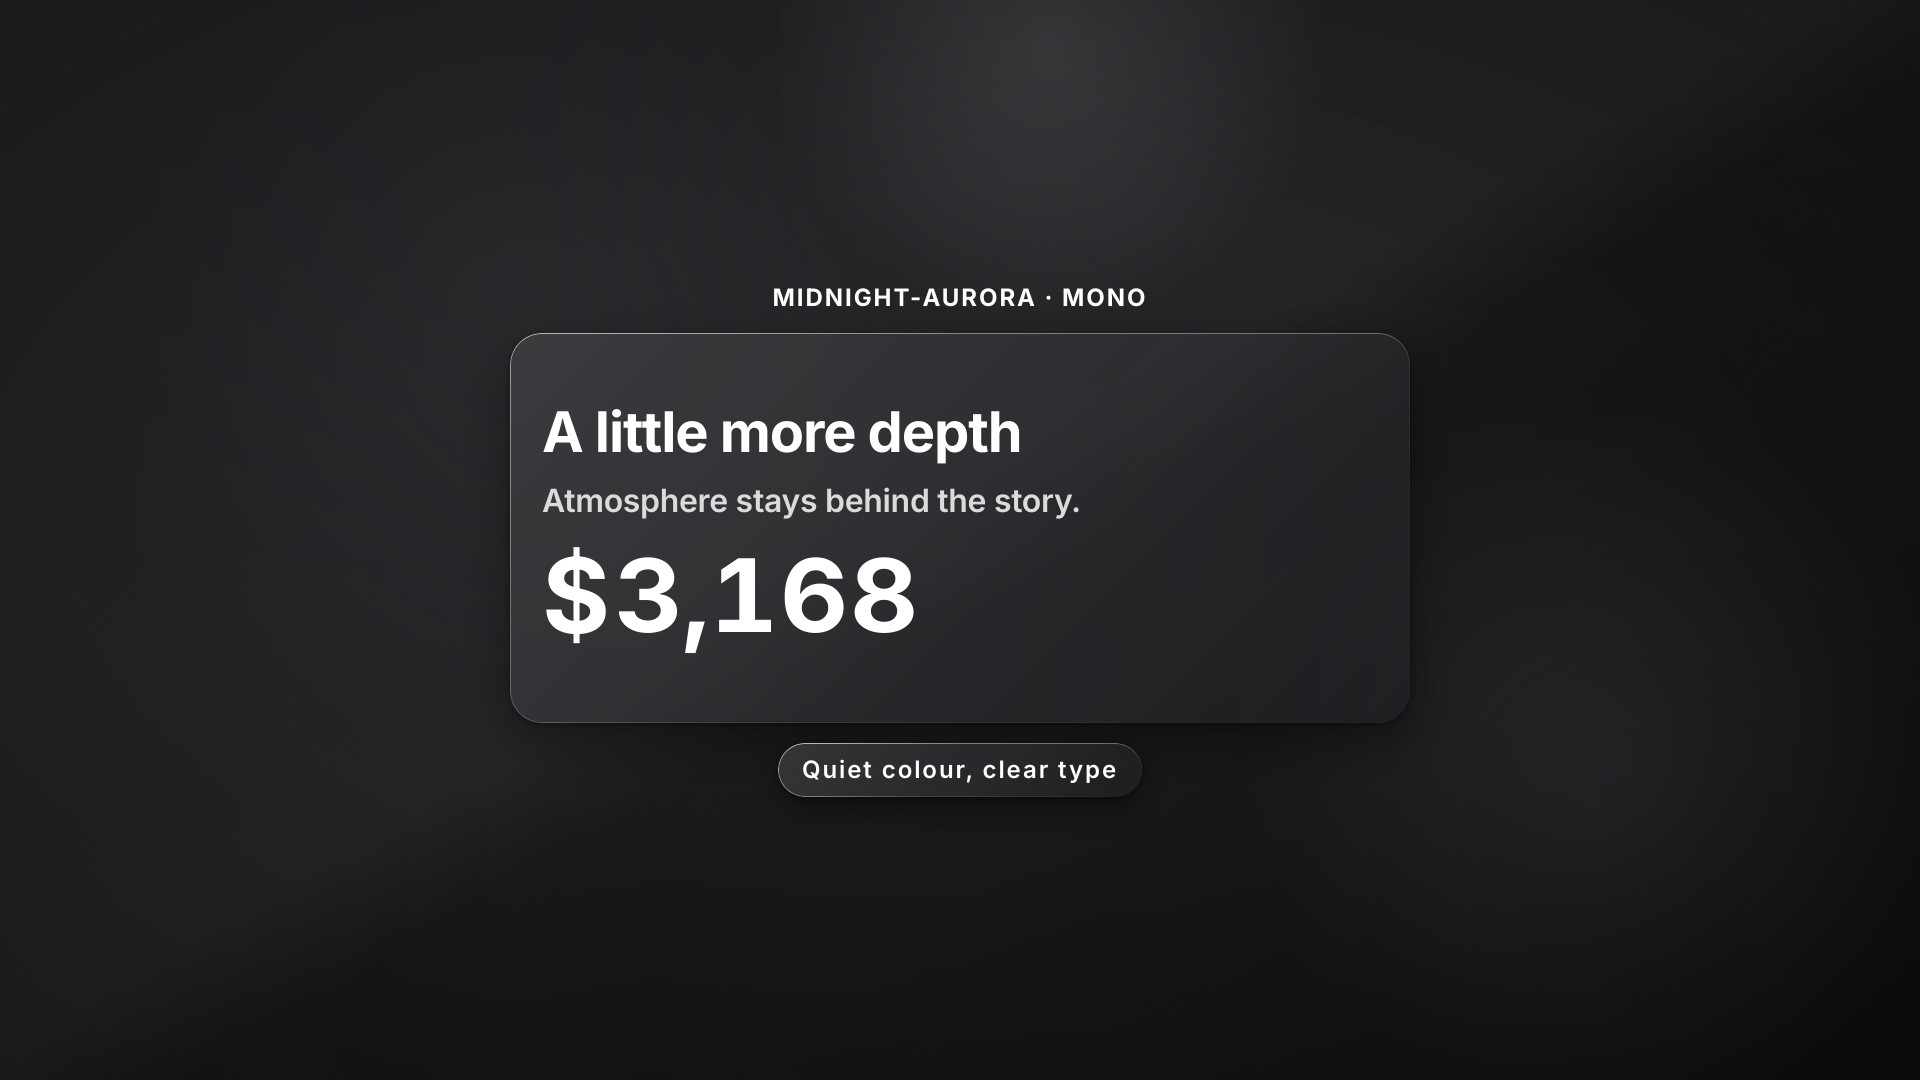 MIDNIGHT-AURORA · MONO
A little more depth
Atmosphere stays behind the story.
$3,168
Quiet colour, clear type